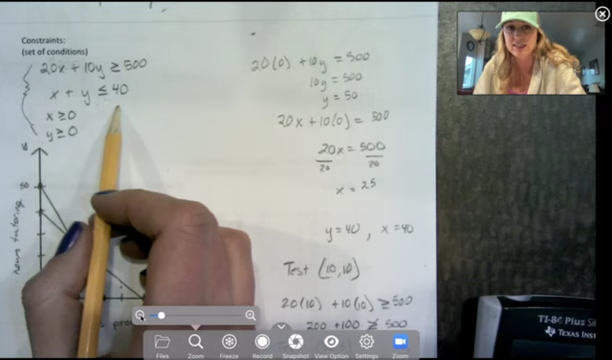 Constraints:
(set of conditions)
20x + 10y ≥ 500
x + y ≤ 40
x ≥ 0
y ≥ 0
20(0) + 10y = 500
10y = 500
y = 50
20x + 10(0) = 500
20x = 500
20 20
x = 25
y = 40 , x = 40
Test (10,10)
20(10) + 10(10) ≥ 500
200 + 100 ≱ 500
hours tutoring
TI-84 Plus
Texas
Files Zoom Freeze Record Snapshot View Option Settings Zoom